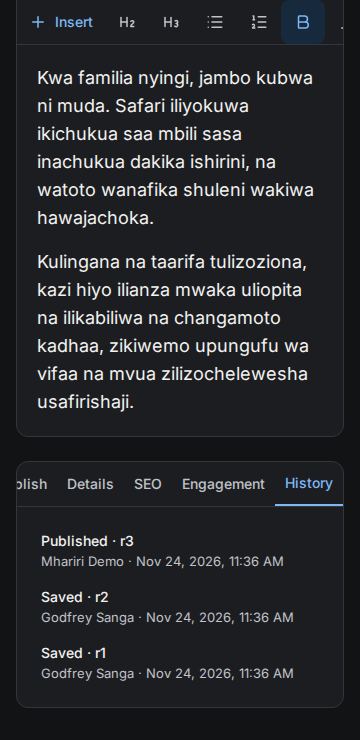 + Insert H2 H3 B
Kwa familia nyingi, jambo kubwa
ni muda. Safari iliyokuwa
ikichukua saa mbili sasa
inachukua dakika ishirini, na
watoto wanafika shuleni wakiwa
hawajachoka.
Kulingana na taarifa tulizoziona,
kazi hiyo ilianza mwaka uliopita
na ilikabiliwa na changamoto
kadhaa, zikiwemo upungufu wa
vifaa na mvua zilizochelewesha
usafirishaji.
blish Details SEO Engagement History
Published · r3
Mhariri Demo · Nov 24, 2026, 11:36 AM
Saved · r2
Godfrey Sanga · Nov 24, 2026, 11:36 AM
Saved · r1
Godfrey Sanga · Nov 24, 2026, 11:36 AM